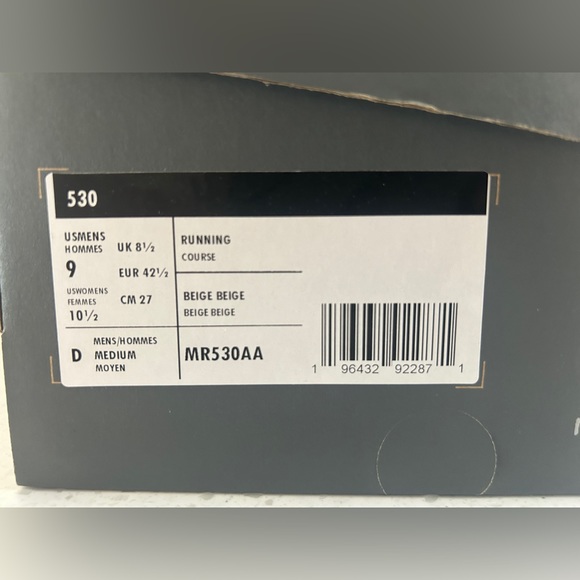 530
USMENS
HOMMES
9
USWOMENS
FEMMES
10½
UK 8½
EUR 42½
CM 27
RUNNING
COURSE
BEIGE BEIGE
BEIGE BEIGE
D
MENS/HOMMES
MEDIUM
MOYEN
MR530AA
1 96432 92287 1